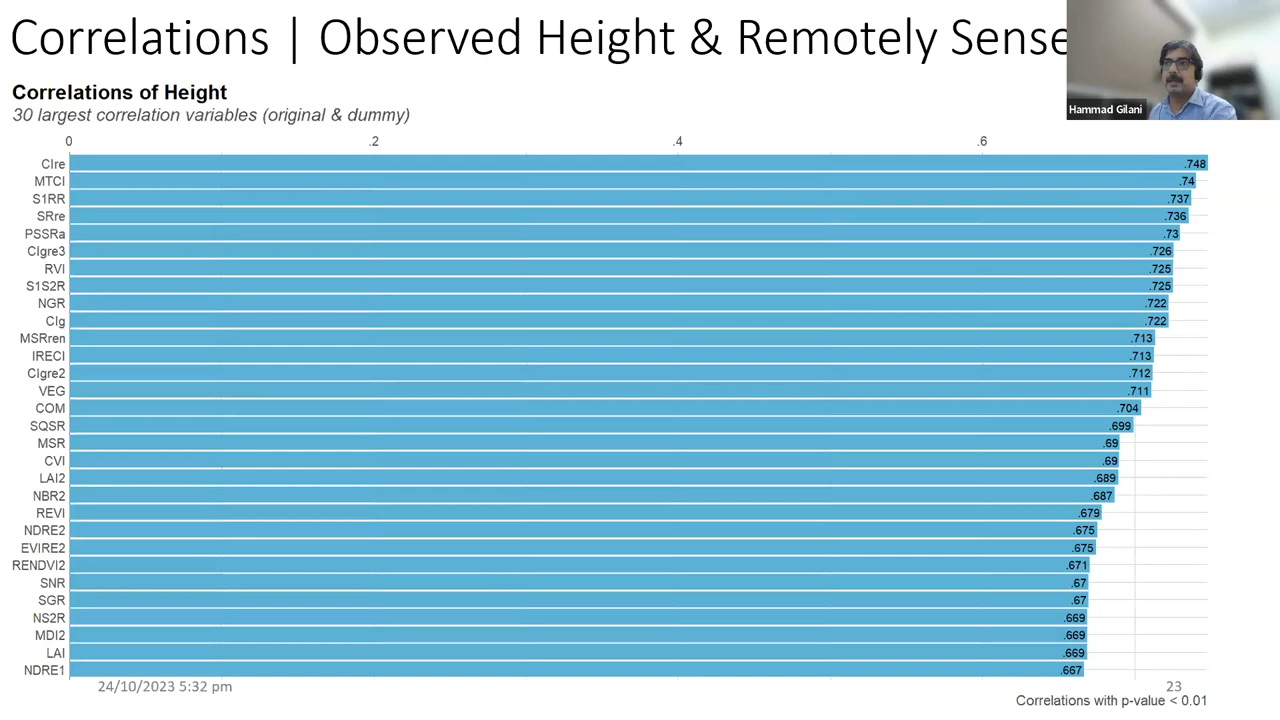 Correlations | Observed Height & Remotely Sense
Hammad Gilani
Correlations of Height
30 largest correlation variables (original & dummy)
0 .2 .4 .6
CIre .748
MTCI .74
S1RR .737
SRre .736
PSSRa .73
CIgre3 .726
RVI .725
S1S2R .725
NGR .722
CIg .722
MSRren .713
IRECI .713
CIgre2 .712
VEG .711
COM .704
SQSR .699
MSR .69
CVI .69
LAI2 .689
NBR2 .687
REVI .679
NDRE2 .675
EVIRE2 .675
RENDVI2 .671
SNR .67
SGR .67
NS2R .669
MDI2 .669
LAI .669
NDRE1 .667
24/10/2023 5:32 pm 23
Correlations with p-value < 0.01